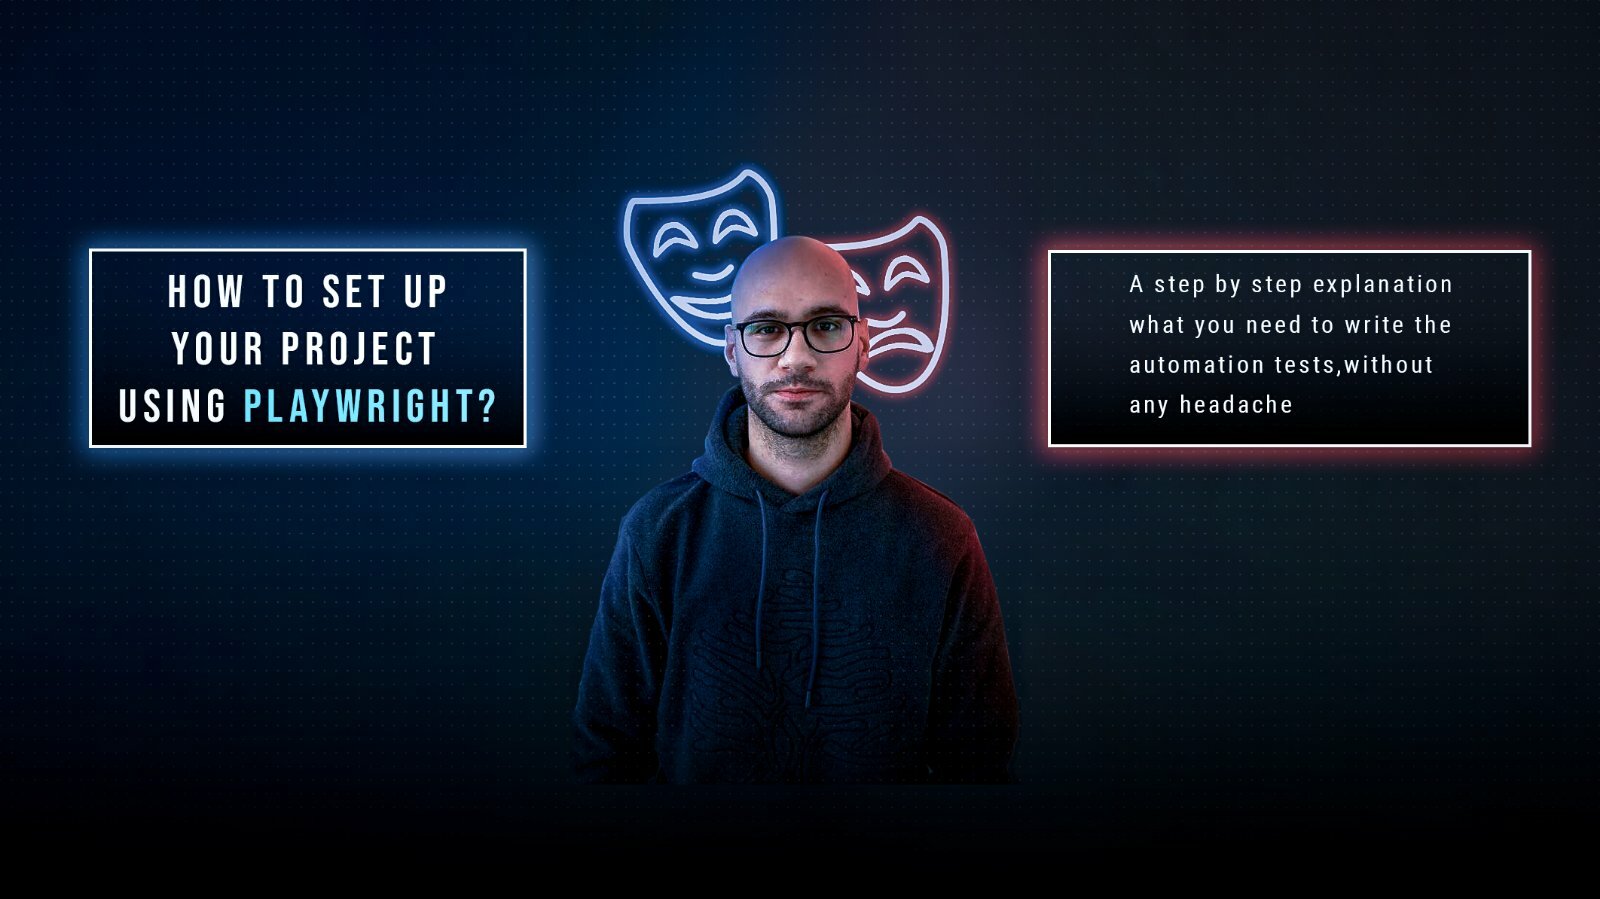 HOW TO SET UP
YOUR PROJECT
USING PLAYWRIGHT?
A step by step explanation
what you need to write the
automation tests,without
any headache